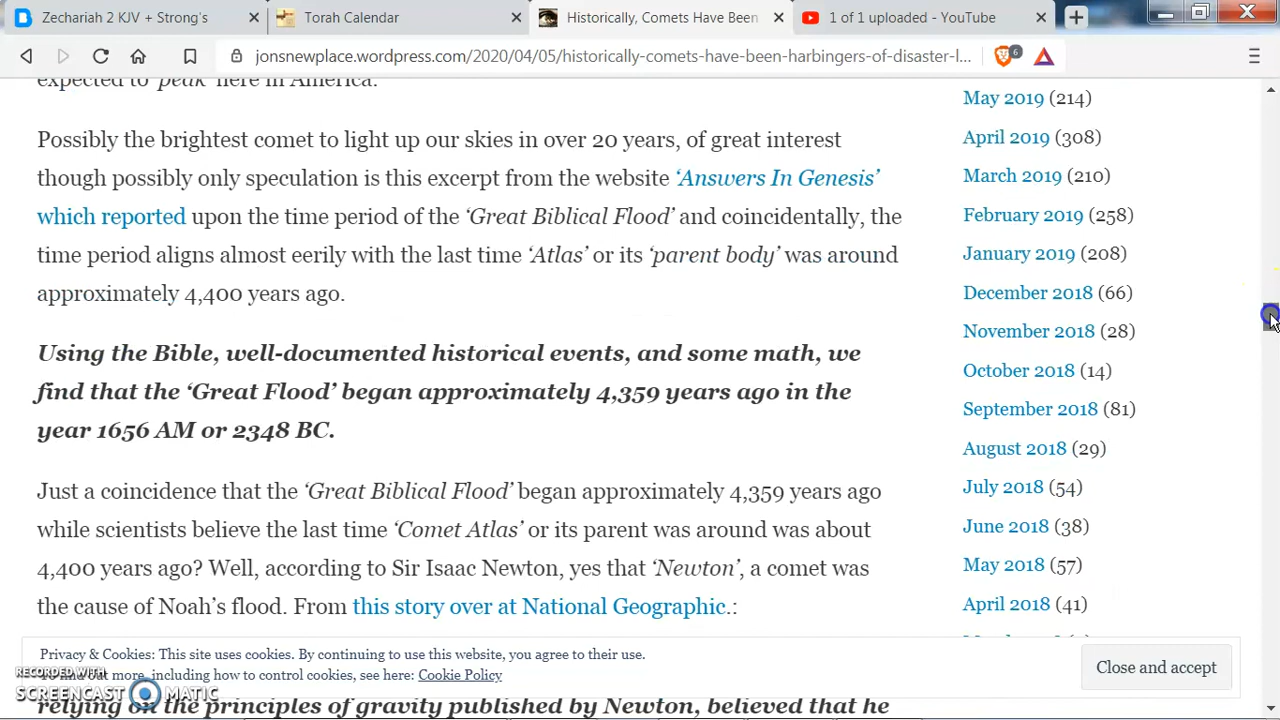 Zechariah 2 KJV + Strong's
Torah Calendar
Historically, Comets Have Been
1 of 1 uploaded - YouTube
jonsnewplace.wordpress.com/2020/04/05/historically-comets-have-been-harbingers-of-disaster-l...
6
expected to 'peak' here in America.
Possibly the brightest comet to light up our skies in over 20 years, of great interest
though possibly only speculation is this excerpt from the website 'Answers In Genesis'
which reported upon the time period of the 'Great Biblical Flood' and coincidentally, the
time period aligns almost eerily with the last time 'Atlas' or its 'parent body' was around
approximately 4,400 years ago.
Using the Bible, well-documented historical events, and some math, we
find that the 'Great Flood' began approximately 4,359 years ago in the
year 1656 AM or 2348 BC.
Just a coincidence that the 'Great Biblical Flood' began approximately 4,359 years ago
while scientists believe the last time 'Comet Atlas' or its parent was around was about
4,400 years ago? Well, according to Sir Isaac Newton, yes that 'Newton', a comet was
the cause of Noah's flood. From this story over at National Geographic.:
relying on the principles of gravity published by Newton, believed that he
May 2019 (214)
April 2019 (308)
March 2019 (210)
February 2019 (258)
January 2019 (208)
December 2018 (66)
November 2018 (28)
October 2018 (14)
September 2018 (81)
August 2018 (29)
July 2018 (54)
June 2018 (38)
May 2018 (57)
April 2018 (41)
Privacy & Cookies: This site uses cookies. By continuing to use this website, you agree to their use.
out more, including how to control cookies, see here: Cookie Policy
Close and accept
RECORDED WITH
SCREENCAST MATIC